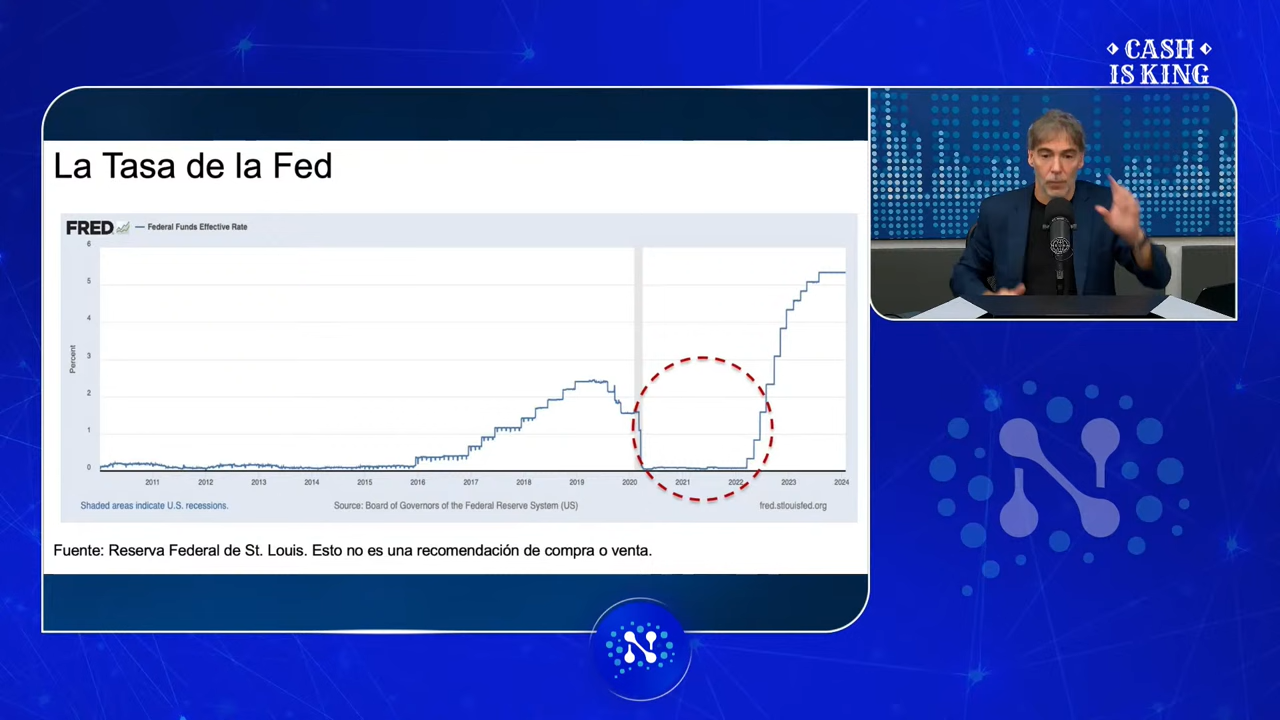 CASH
IS KING
La Tasa de la Fed
FRED
Federal Funds Effective Rate
6
5
4
3
2
1
0
Percent
2011
2012
2013
2014
2015
2016
2017
2018
2019
2020
2021
2022
2023
2024
Shaded areas indicate U.S. recessions.
Source: Board of Governors of the Federal Reserve System (US)
fred.stlouisfed.org
Fuente: Reserva Federal de St. Louis. Esto no es una recomendación de compra o venta.